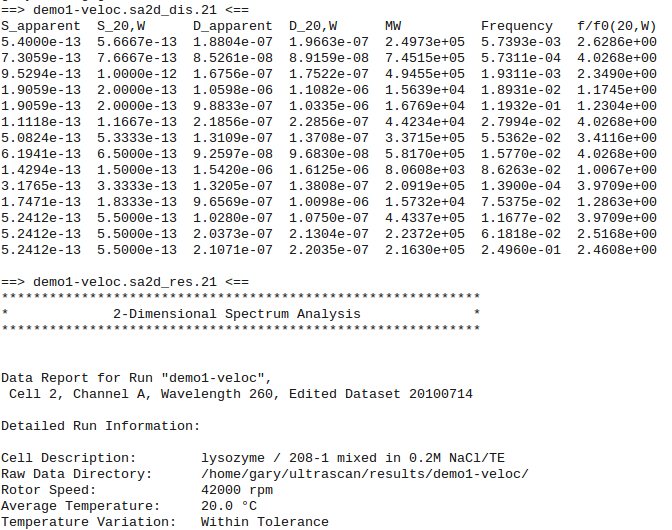 ==> demo1-veloc.sa2d_dis.21 <==
S_apparent S_20,W D_apparent D_20,W MW Frequency f/f0(20,W)
5.4000e-13 5.6667e-13 1.8804e-07 1.9663e-07 2.4973e+05 5.7393e-03 2.6286e+00
7.3059e-13 7.6667e-13 8.5261e-08 8.9159e-08 7.4515e+05 5.7311e-04 4.0268e+00
9.5294e-13 1.0000e-12 1.6756e-07 1.7522e-07 4.9455e+05 1.9311e-03 2.3490e+00
1.9059e-13 2.0000e-13 1.0598e-06 1.1082e-06 1.5639e+04 1.8931e-02 1.1745e+00
1.9059e-13 2.0000e-13 9.8833e-07 1.0335e-06 1.6769e+04 1.1932e-01 1.2304e+00
1.1118e-13 1.1667e-13 2.1856e-07 2.2856e-07 4.4234e+04 2.7994e-02 4.0268e+00
5.0824e-13 5.3333e-13 1.3109e-07 1.3708e-07 3.3715e+05 5.5362e-02 3.4116e+00
6.1941e-13 6.5000e-13 9.2597e-08 9.6830e-08 5.8170e+05 1.5770e-02 4.0268e+00
1.4294e-13 1.5000e-13 1.5420e-06 1.6125e-06 8.0608e+03 8.6263e-02 1.0067e+00
3.1765e-13 3.3333e-13 1.3205e-07 1.3808e-07 2.0919e+05 1.3900e-04 3.9709e+00
1.7471e-13 1.8333e-13 9.6569e-07 1.0098e-06 1.5732e+04 7.5375e-02 1.2863e+00
5.2412e-13 5.5000e-13 1.0280e-07 1.0750e-07 4.4337e+05 1.1677e-02 3.9709e+00
5.2412e-13 5.5000e-13 2.0373e-07 2.1304e-07 2.2372e+05 6.1818e-02 2.5168e+00
5.2412e-13 5.5000e-13 2.1071e-07 2.2035e-07 2.1630e+05 2.4960e-01 2.4608e+00
==> demo1-veloc.sa2d_res.21 <==
************************************************************
* 2-Dimensional Spectrum Analysis *
************************************************************
Data Report for Run "demo1-veloc",
Cell 2, Channel A, Wavelength 260, Edited Dataset 20100714
Detailed Run Information:
Cell Description: lysozyme / 208-1 mixed in 0.2M NaCl/TE
Raw Data Directory: /home/gary/ultrascan/results/demo1-veloc/
Rotor Speed: 42000 rpm
Average Temperature: 20.0 °C
Temperature Variation: Within Tolerance